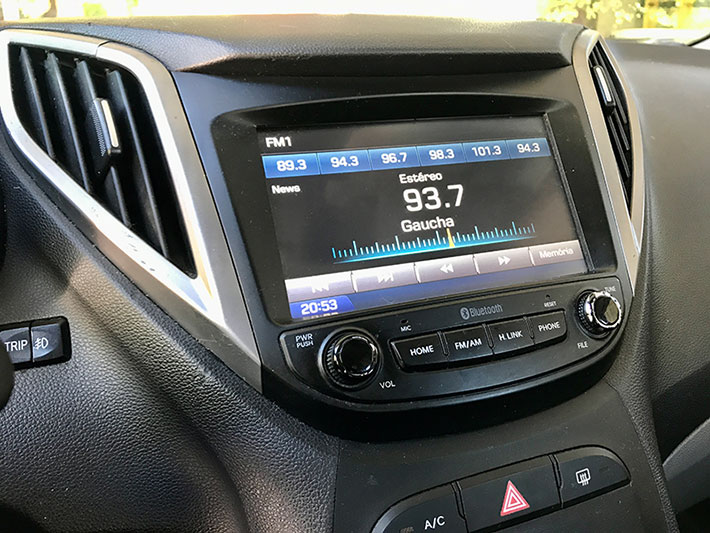 FM1
89.3 94.3 96.7 98.3 101.3 94.3
News
Estéreo
93.7
Gaucha
Memória
20:53
Bluetooth
PWR
PUSH
VOL
MIC
RESET
HOME FM/AM H.LINK PHONE
TUNE
FILE
TRIP
A/C